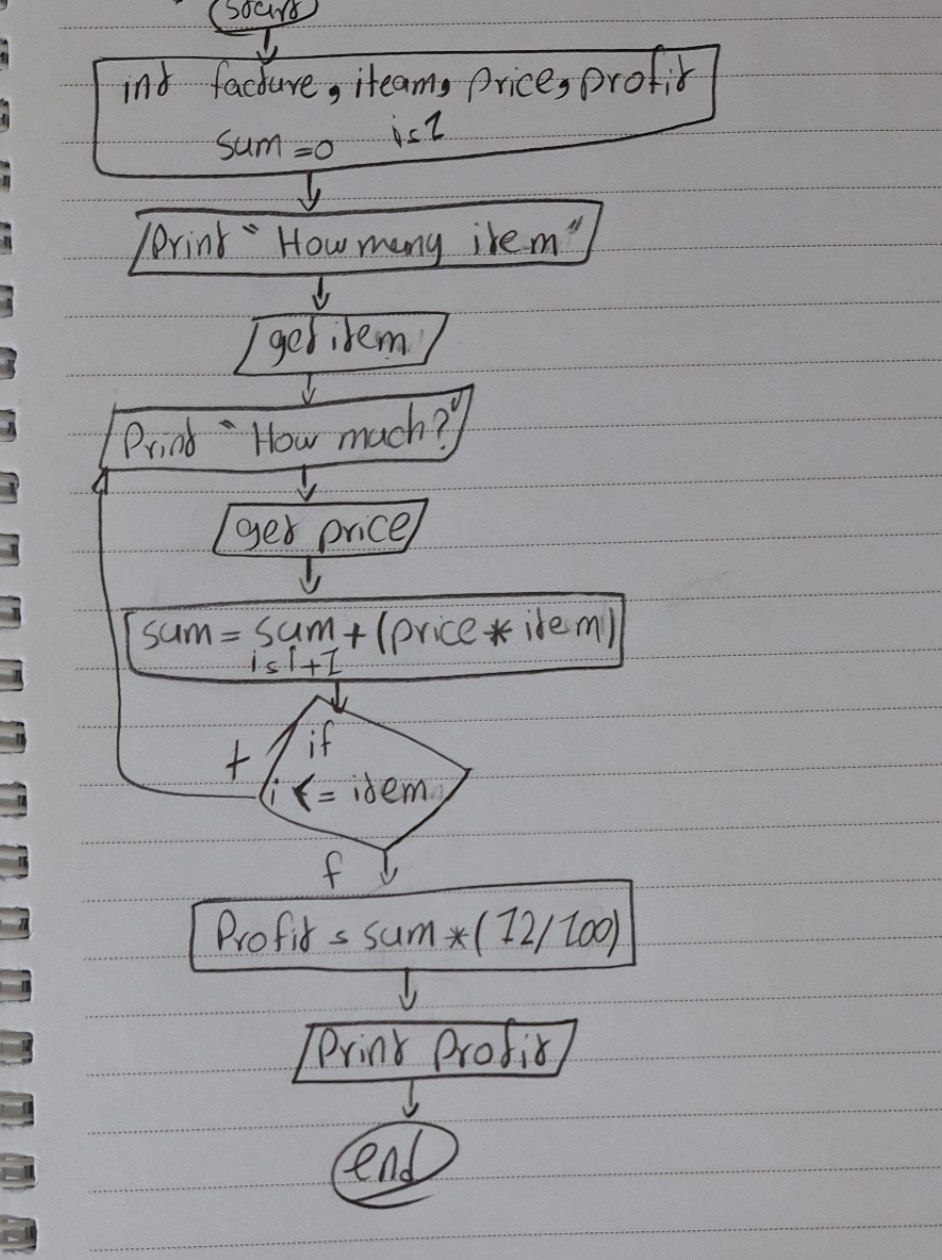 start
int facture, iteam, price, profit
sum = 0 i = 1
Print "How meny item"
get item
Print "How much?"
get price
sum = sum + (price * item)
i = i + 1
if
t
i <= item
f
Profit = sum * (12/100)
Print Profit
end